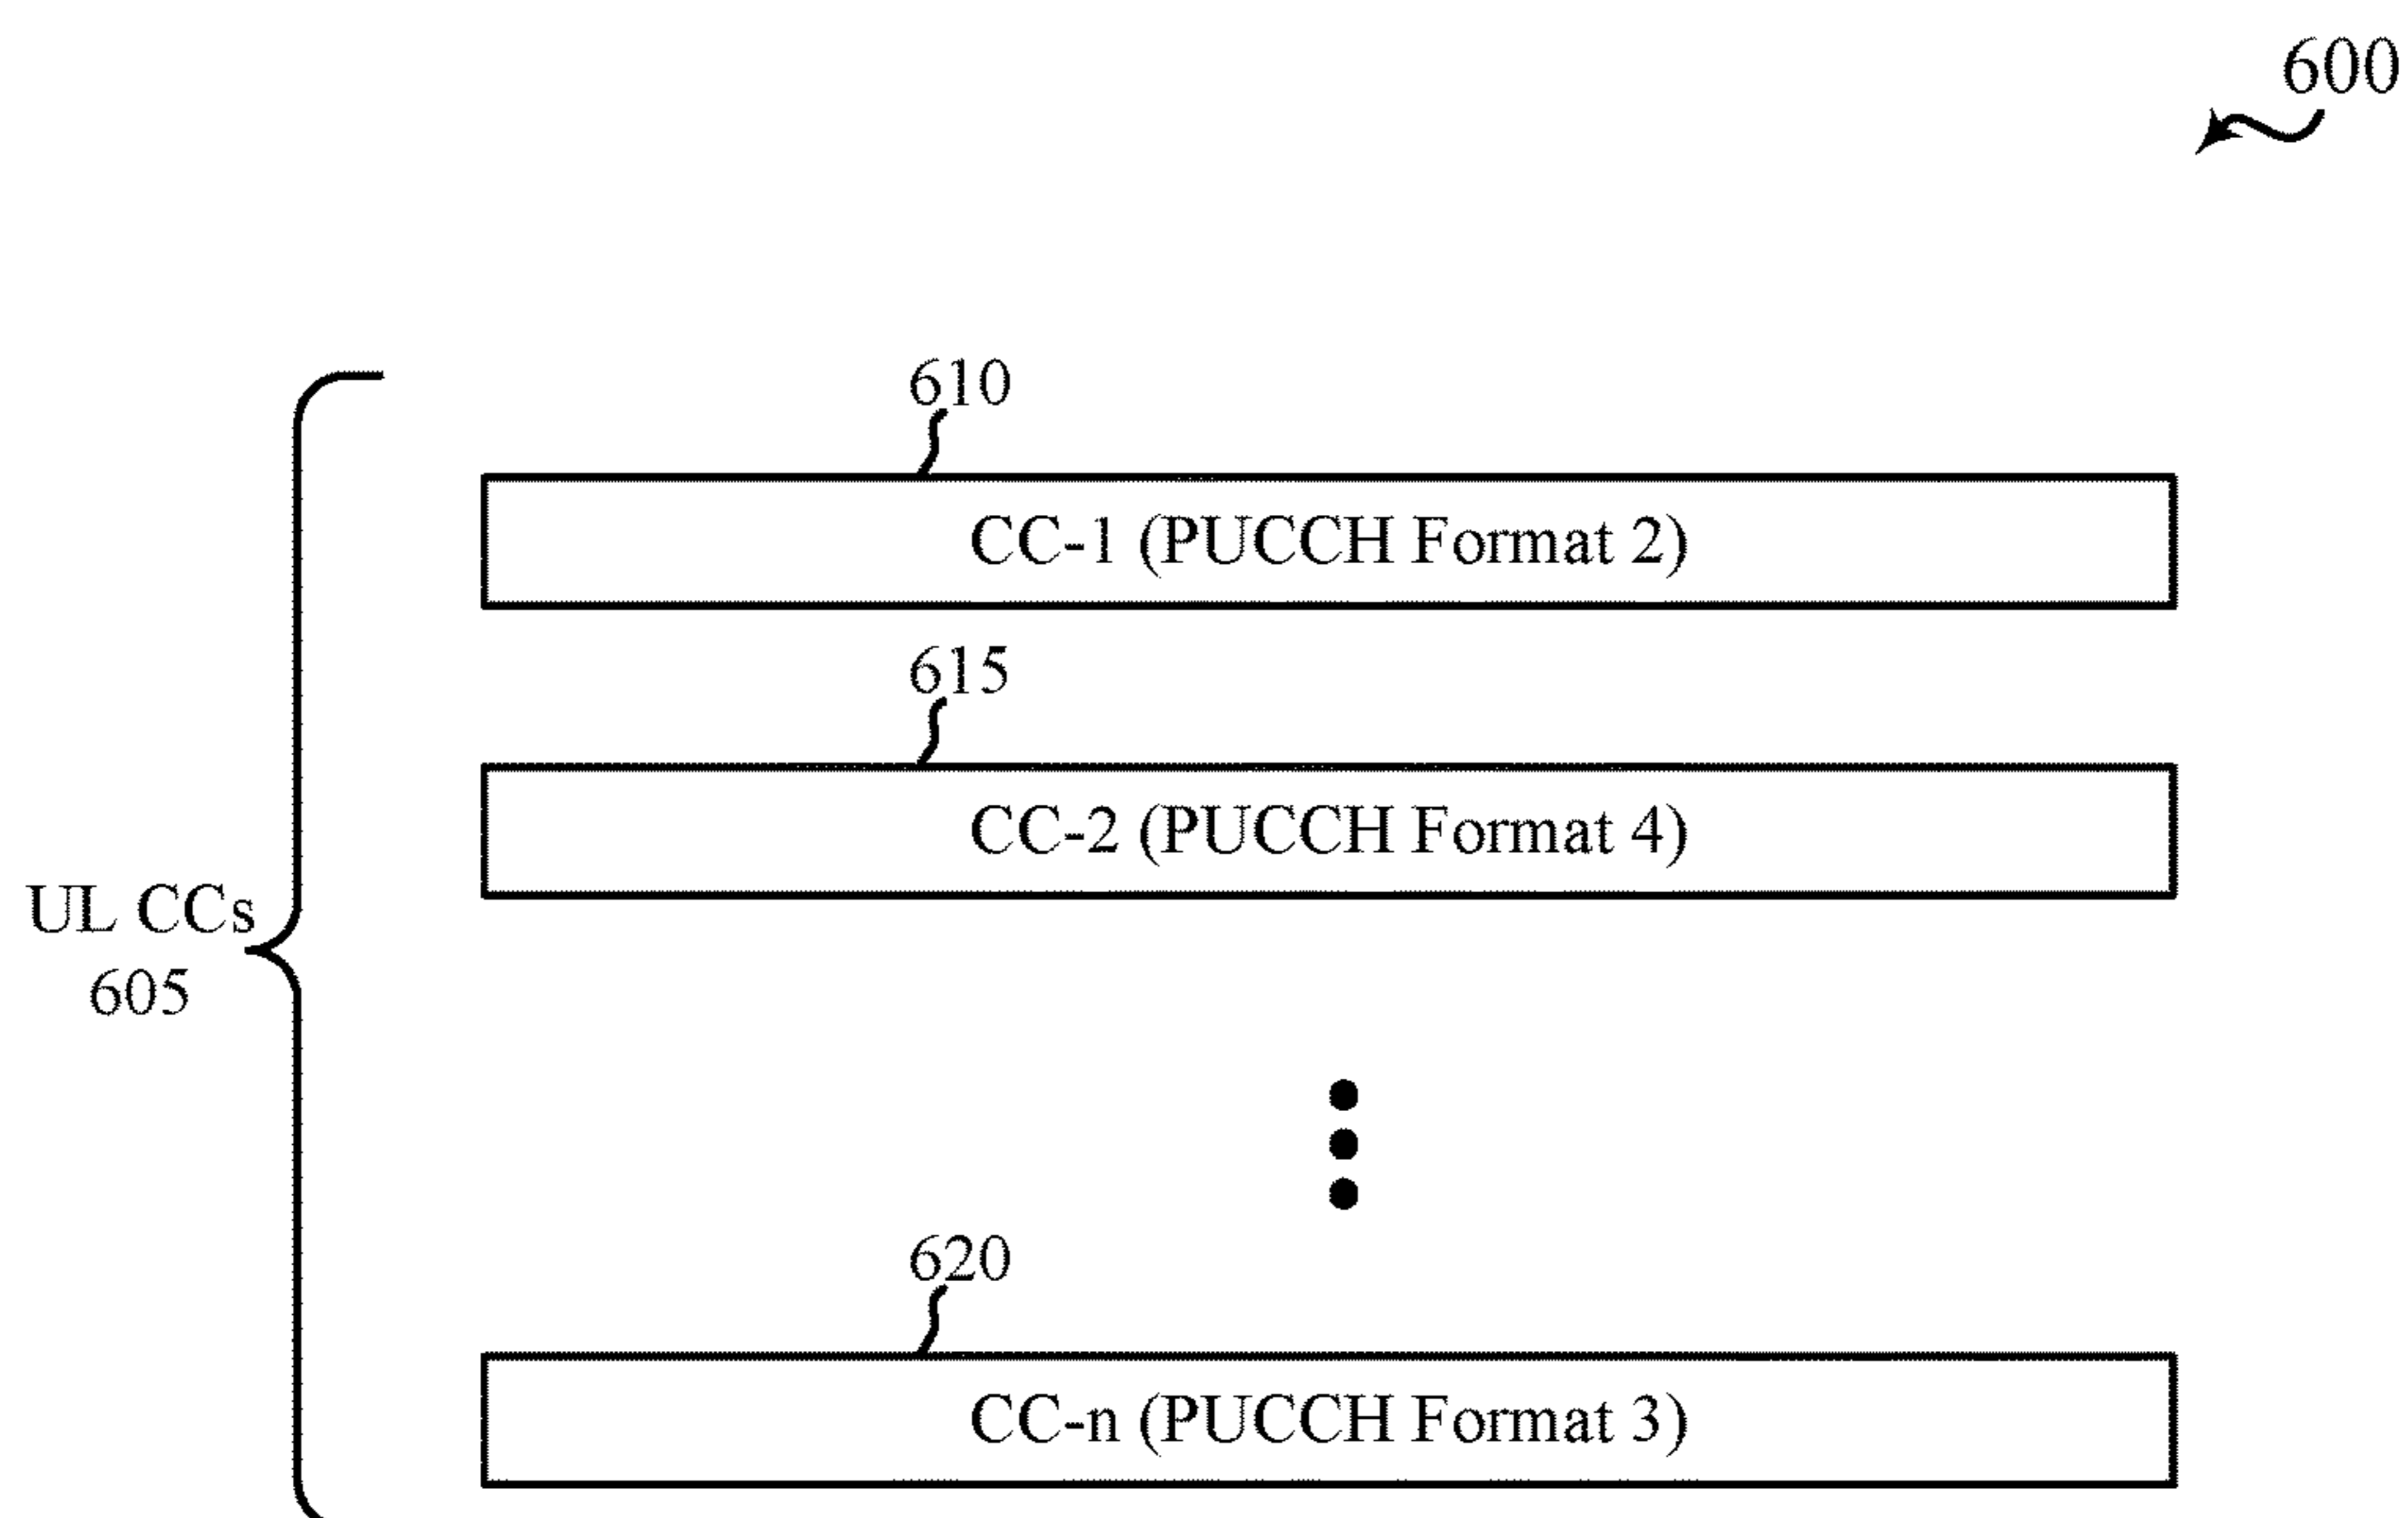 600
610
CC-1 (PUCCH Format 2)
615
CC-2 (PUCCH Format 4)
UL CCs
605
620
CC-n (PUCCH Format 3)